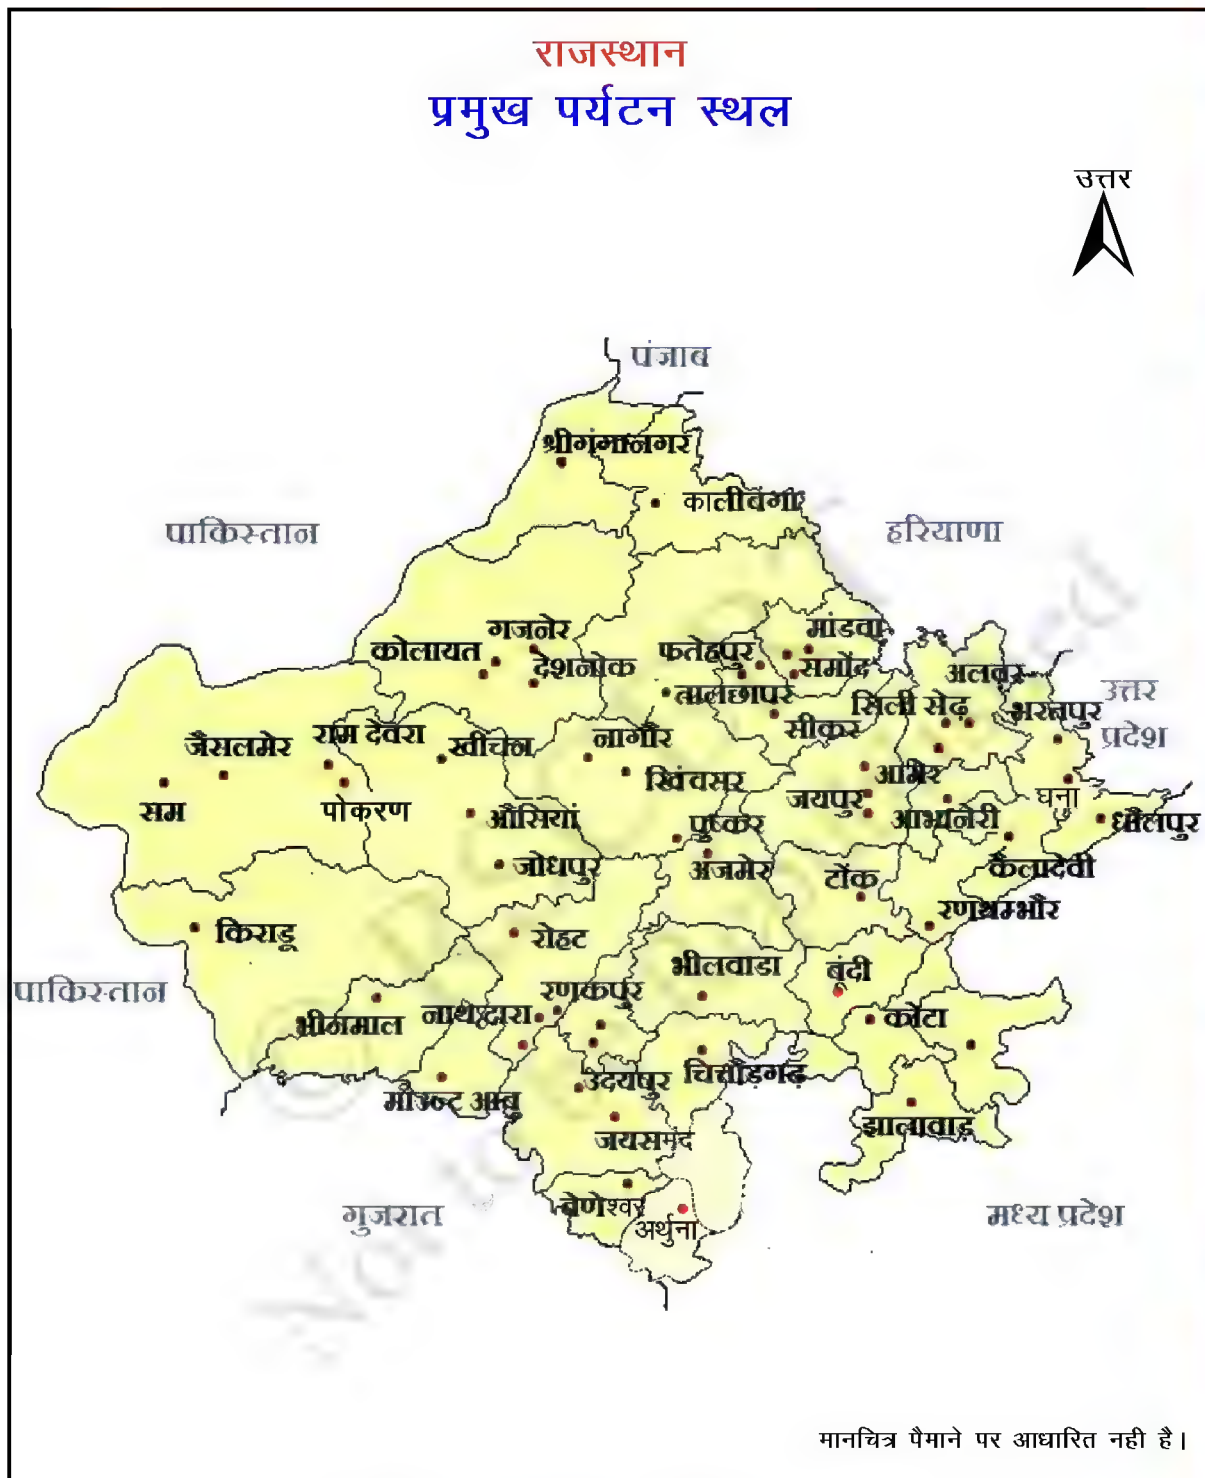 राजस्थान
प्रमुख पर्यटन स्थल
उत्तर
पंजाब
श्रीगंगानगर
कालीबंगा
पाकिस्तान
हरियाणा
गजनेर
मांडवा
कोलायत
फतेहपुर
देशनोक
समोद
अलवर
तालछापर
उत्तर
प्रदेश
सिली सेढ़
भरतपुर
सीकर
राम देवरा
खींचन
नागौर
जैसलमेर
खिंवसर
आमेर
जयपुर
घना
सम
पोकरण
औसियां
पुष्कर
आभानेरी
धौलपुर
जोधपुर
अजमेर
टोंक
कैलादेवी
रणथम्भौर
किराडू
रोहट
भीलवाडा
बूंदी
पाकिस्तान
रणकपुर
भीनमाल
नाथद्वारा
कोटा
उदयपुर
चित्तौड़गढ़
मांउन्ट आबु
झालावाड़
जयसमंद
वेणेश्वर
गुजरात
अर्थुना
मध्य प्रदेश
मानचित्र पैमाने पर आधारित नही है।